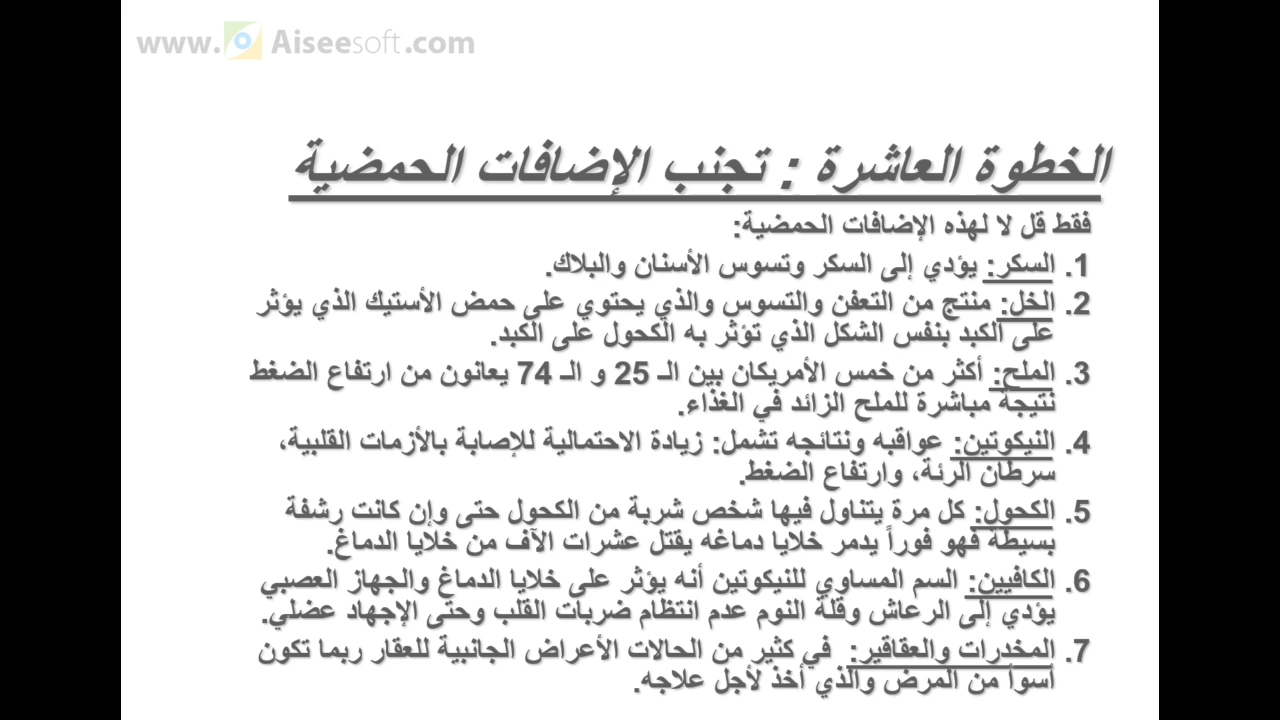 www.Aiseesoft.com
الخطوة العاشرة : تجنب الإضافات الحمضية
فقط قل لا لهذه الإضافات الحمضية:
1. السكر: يؤدي إلى السكر وتسوس الأسنان والبلاك.
2. الخل: منتج من التعفن والتسوس والذي يحتوي على حمض الأستيك الذي يؤثر
على الكبد بنفس الشكل الذي تؤثر به الكحول على الكبد.
3. الملح: أكثر من خمس الأمريكان بين الـ 25 و الـ 74 يعانون من ارتفاع الضغط
نتيجة مباشرة للملح الزائد في الغذاء.
4. النيكوتين: عواقبه ونتائجه تشمل: زيادة الاحتمالية للإصابة بالأزمات القلبية،
سرطان الرئة، وارتفاع الضغط.
5. الكحول: كل مرة يتناول فيها شخص شربة من الكحول حتى وإن كانت رشفة
بسيطة فهو فوراً يدمر خلايا دماغه يقتل عشرات الآف من خلايا الدماغ.
6. الكافيين: السم المساوي للنيكوتين أنه يؤثر على خلايا الدماغ والجهاز العصبي
يؤدي إلى الرعاش وقلة النوم عدم انتظام ضربات القلب وحتى الإجهاد عضلي.
7. المخدرات والعقاقير: في كثير من الحالات الأعراض الجانبية للعقار ربما تكون
أسوأ من المرض والذي أخذ لأجل علاجه.